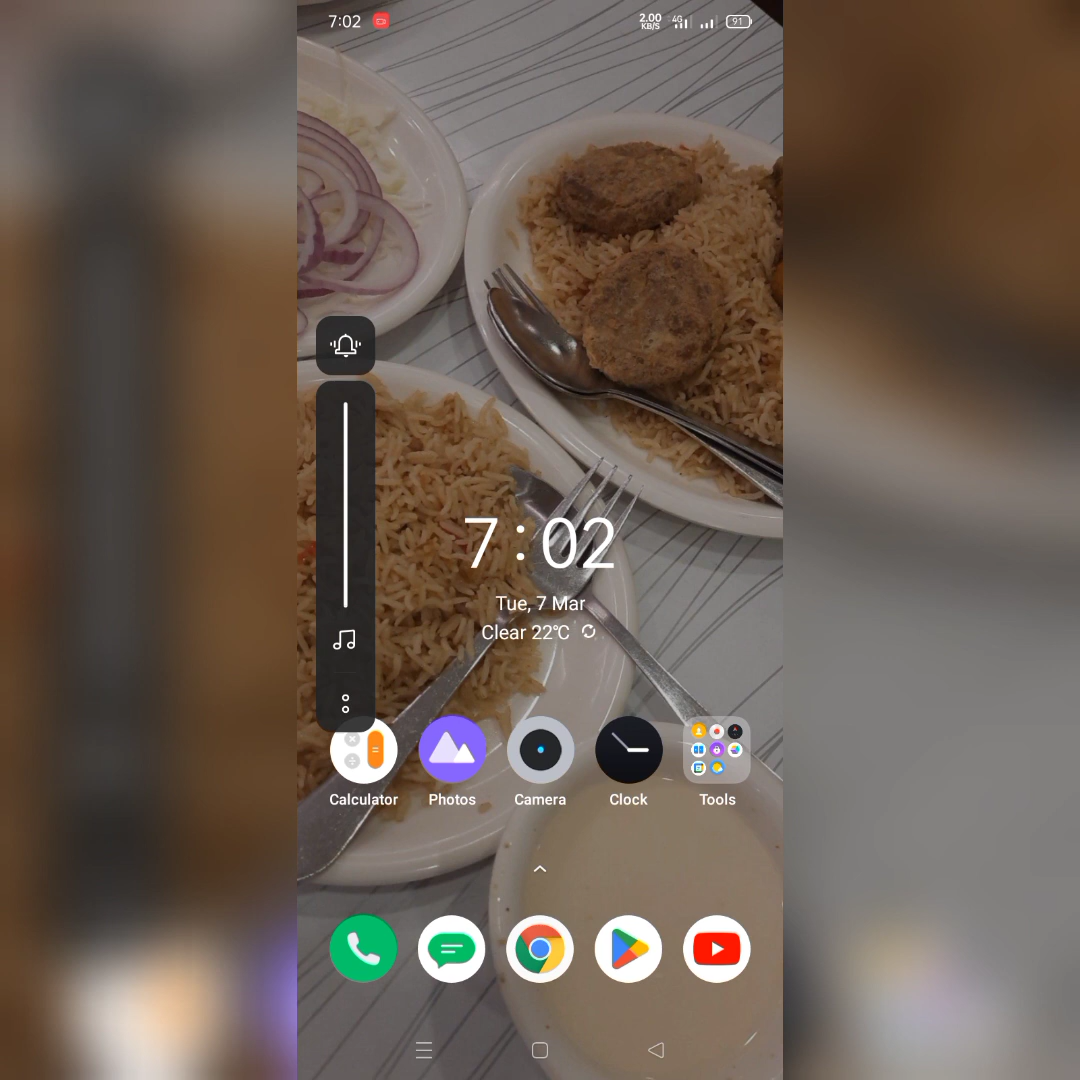 7:02
2.00
KB/S
4G
91
7:02
Tue, 7 Mar
Clear 22℃
Calculator
Photos
Camera
Clock
Tools